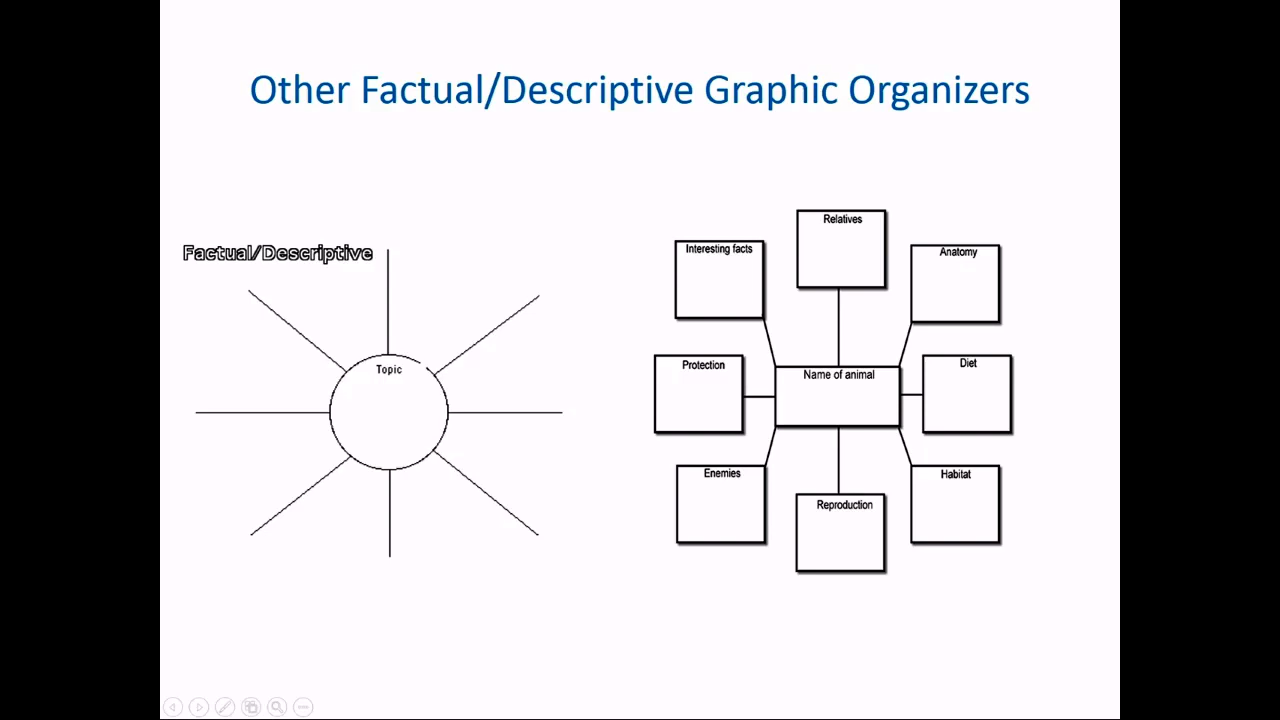 Other Factual/Descriptive Graphic Organizers
Factual/Descriptive
Topic
Relatives
Interesting facts
Anatomy
Protection
Name of animal
Diet
Enemies
Reproduction
Habitat